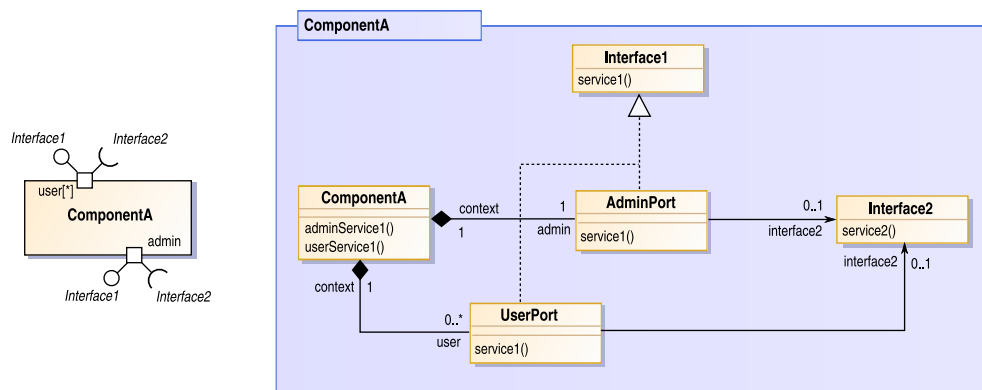 Interface1
Interface2
user[*]
ComponentA
admin
Interface1
Interface2
ComponentA
Interface1
service1()
ComponentA
adminService1()
userService1()
context
1
1
admin
AdminPort
service1()
0..1
interface2
Interface2
service2()
context
1
0..*
user
UserPort
service1()
interface2
0..1